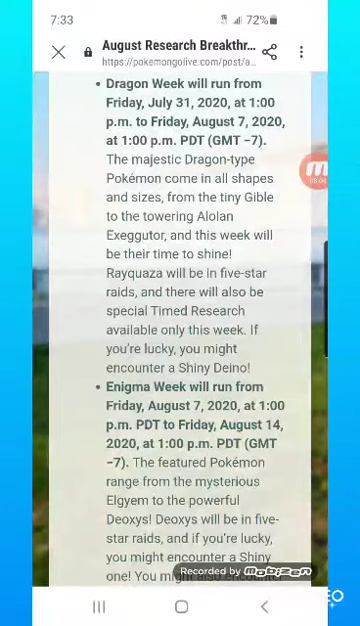 7:33
72%
August Research Breakthr...
https://pokemongolive.com/post/a...
• Dragon Week will run from
Friday, July 31, 2020, at 1:00
p.m. to Friday, August 7, 2020,
at 1:00 p.m. PDT (GMT −7).
The majestic Dragon-type
Pokémon come in all shapes
and sizes, from the tiny Gible
to the towering Alolan
Exeggutor, and this week will
be their time to shine!
Rayquaza will be in five-star
raids, and there will also be
special Timed Research
available only this week. If
you're lucky, you might
encounter a Shiny Deino!
• Enigma Week will run from
Friday, August 7, 2020, at 1:00
p.m. PDT to Friday, August 14,
2020, at 1:00 p.m. PDT (GMT
−7). The featured Pokémon
range from the mysterious
Elgyem to the powerful
Deoxys! Deoxys will be in five-
star raids, and if you're lucky,
you might encounter a Shiny
one! You might also encounter
Recorded by MOBIZEN